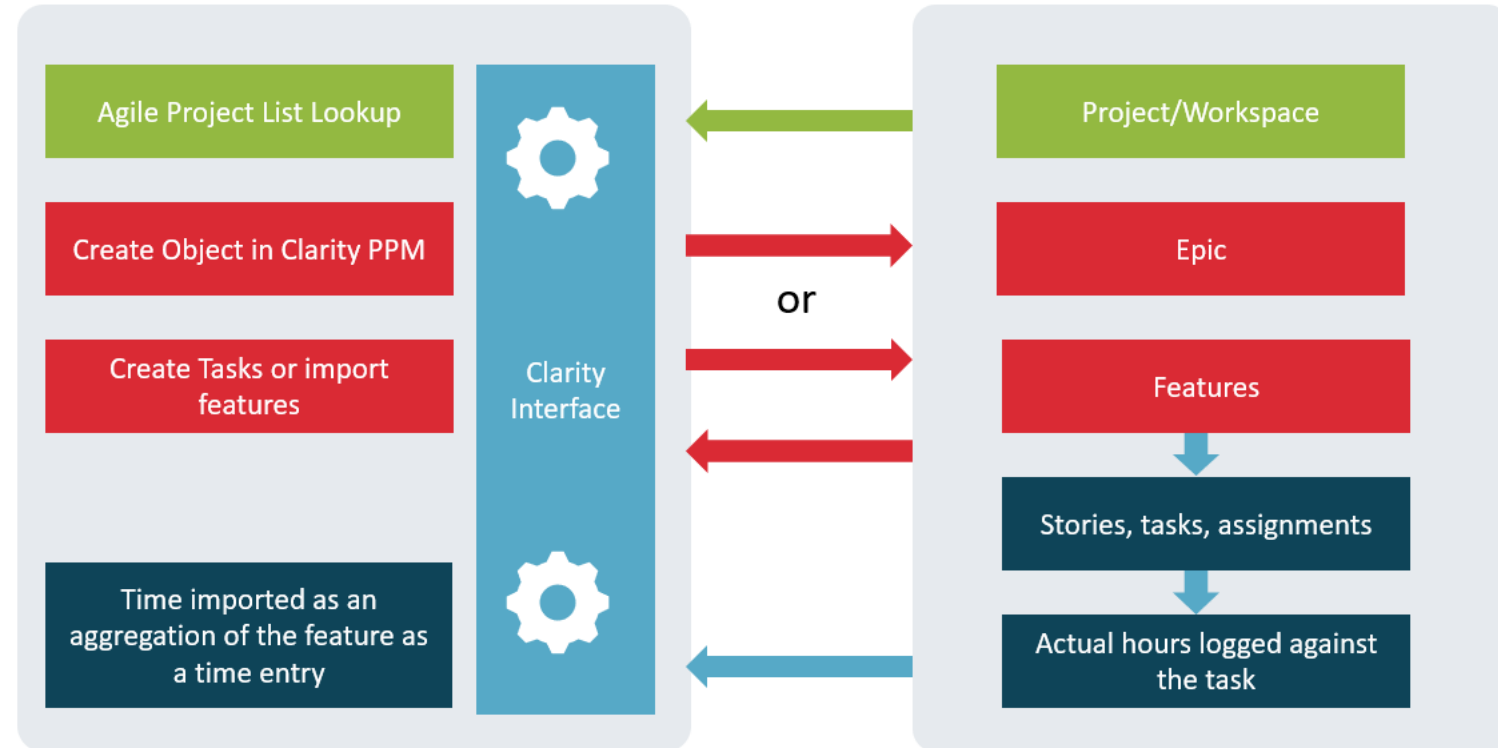 Agile Project List Lookup
Project/Workspace
Create Object in Clarity PPM
Epic
or
Create Tasks or import
features
Clarity
Interface
Features
Stories, tasks, assignments
Time imported as an
aggregation of the feature as
a time entry
Actual hours logged against
the task